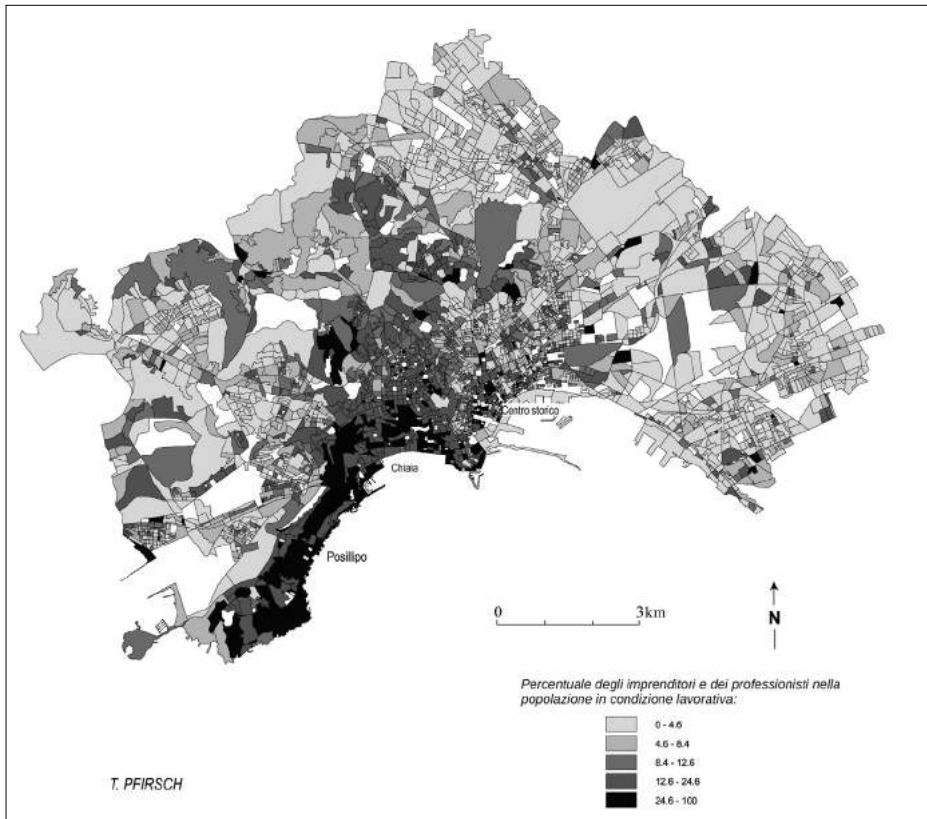 Centro storico
Chiaia
Posillipo
0 3km
N
Percentuale degli imprenditori e dei professionisti nella
popolazione in condizione lavorativa:
0 - 4.6
4.6 - 8.4
8.4 - 12.6
12.6 - 24.6
24.6 - 100
T. PFIRSCH